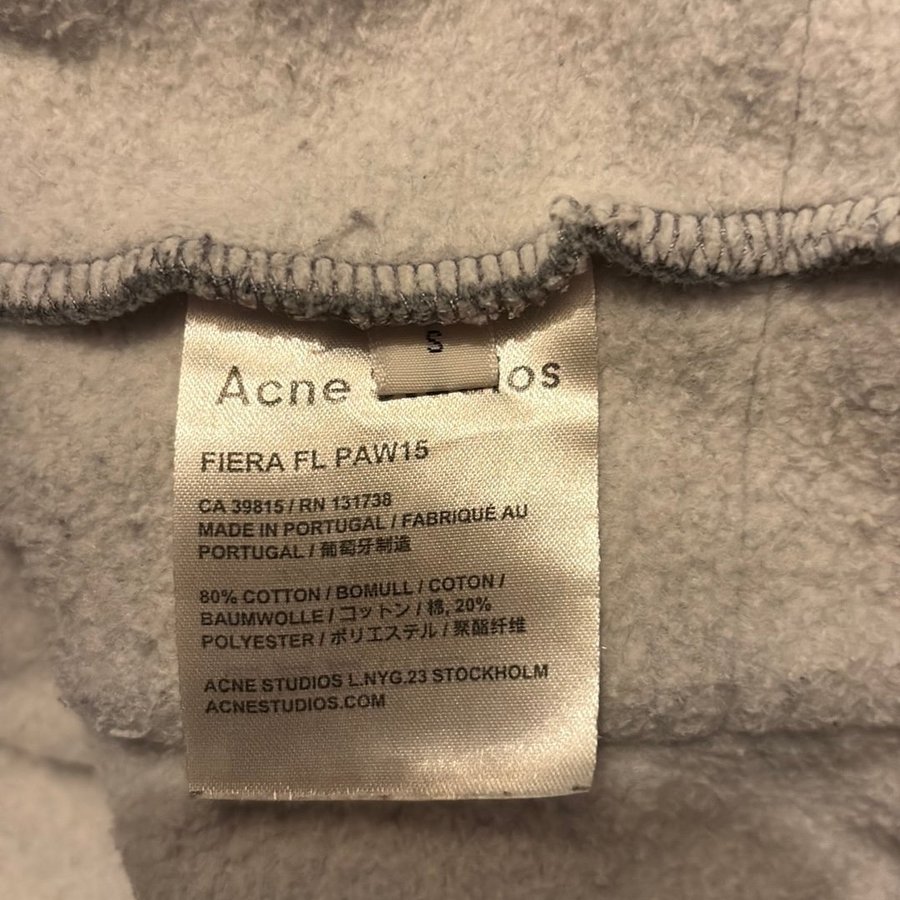 S
Acne
FIERA FL PAW15
CA 39815 / RN 131738
MADE IN PORTUGAL / FABRIQUÉ AU
PORTUGAL / 葡萄牙制造
80% COTTON / BOMULL / COTON /
BAUMWOLLE / コットン / 棉, 20%
POLYESTER / ポリエステル / 聚酯纤维
ACNE STUDIOS L.NYG.23 STOCKHOLM
ACNESTUDIOS.COM